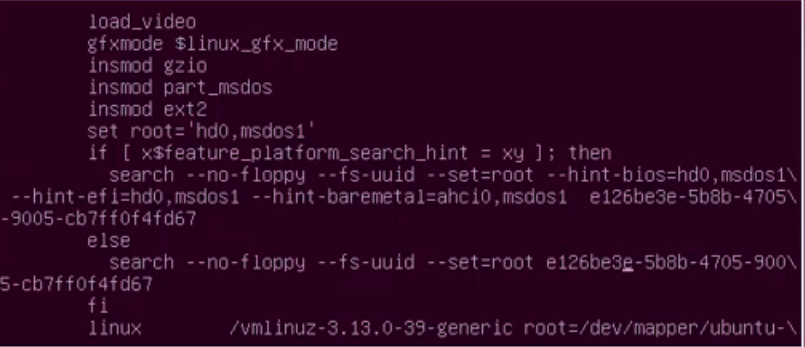 load_video
gfxmode $linux_gfx_mode
insmod gzio
insmod part_msdos
insmod ext2
set root='hd0,msdos1'
if [ x$feature_platform_search_hint = xy ]; then
search --no-floppy --fs-uuid --set=root --hint-bios=hd0,msdos1\
--hint-efi=hd0,msdos1 --hint-baremetal=ahci0,msdos1  e126be3e-5b8b-4705\
-9005-cb7ff0f4fd67
else
search --no-floppy --fs-uuid --set=root e126be3e-5b8b-4705-900\
5-cb7ff0f4fd67
fi
linux /vmlinuz-3.13.0-39-generic root=/dev/mapper/ubuntu-\